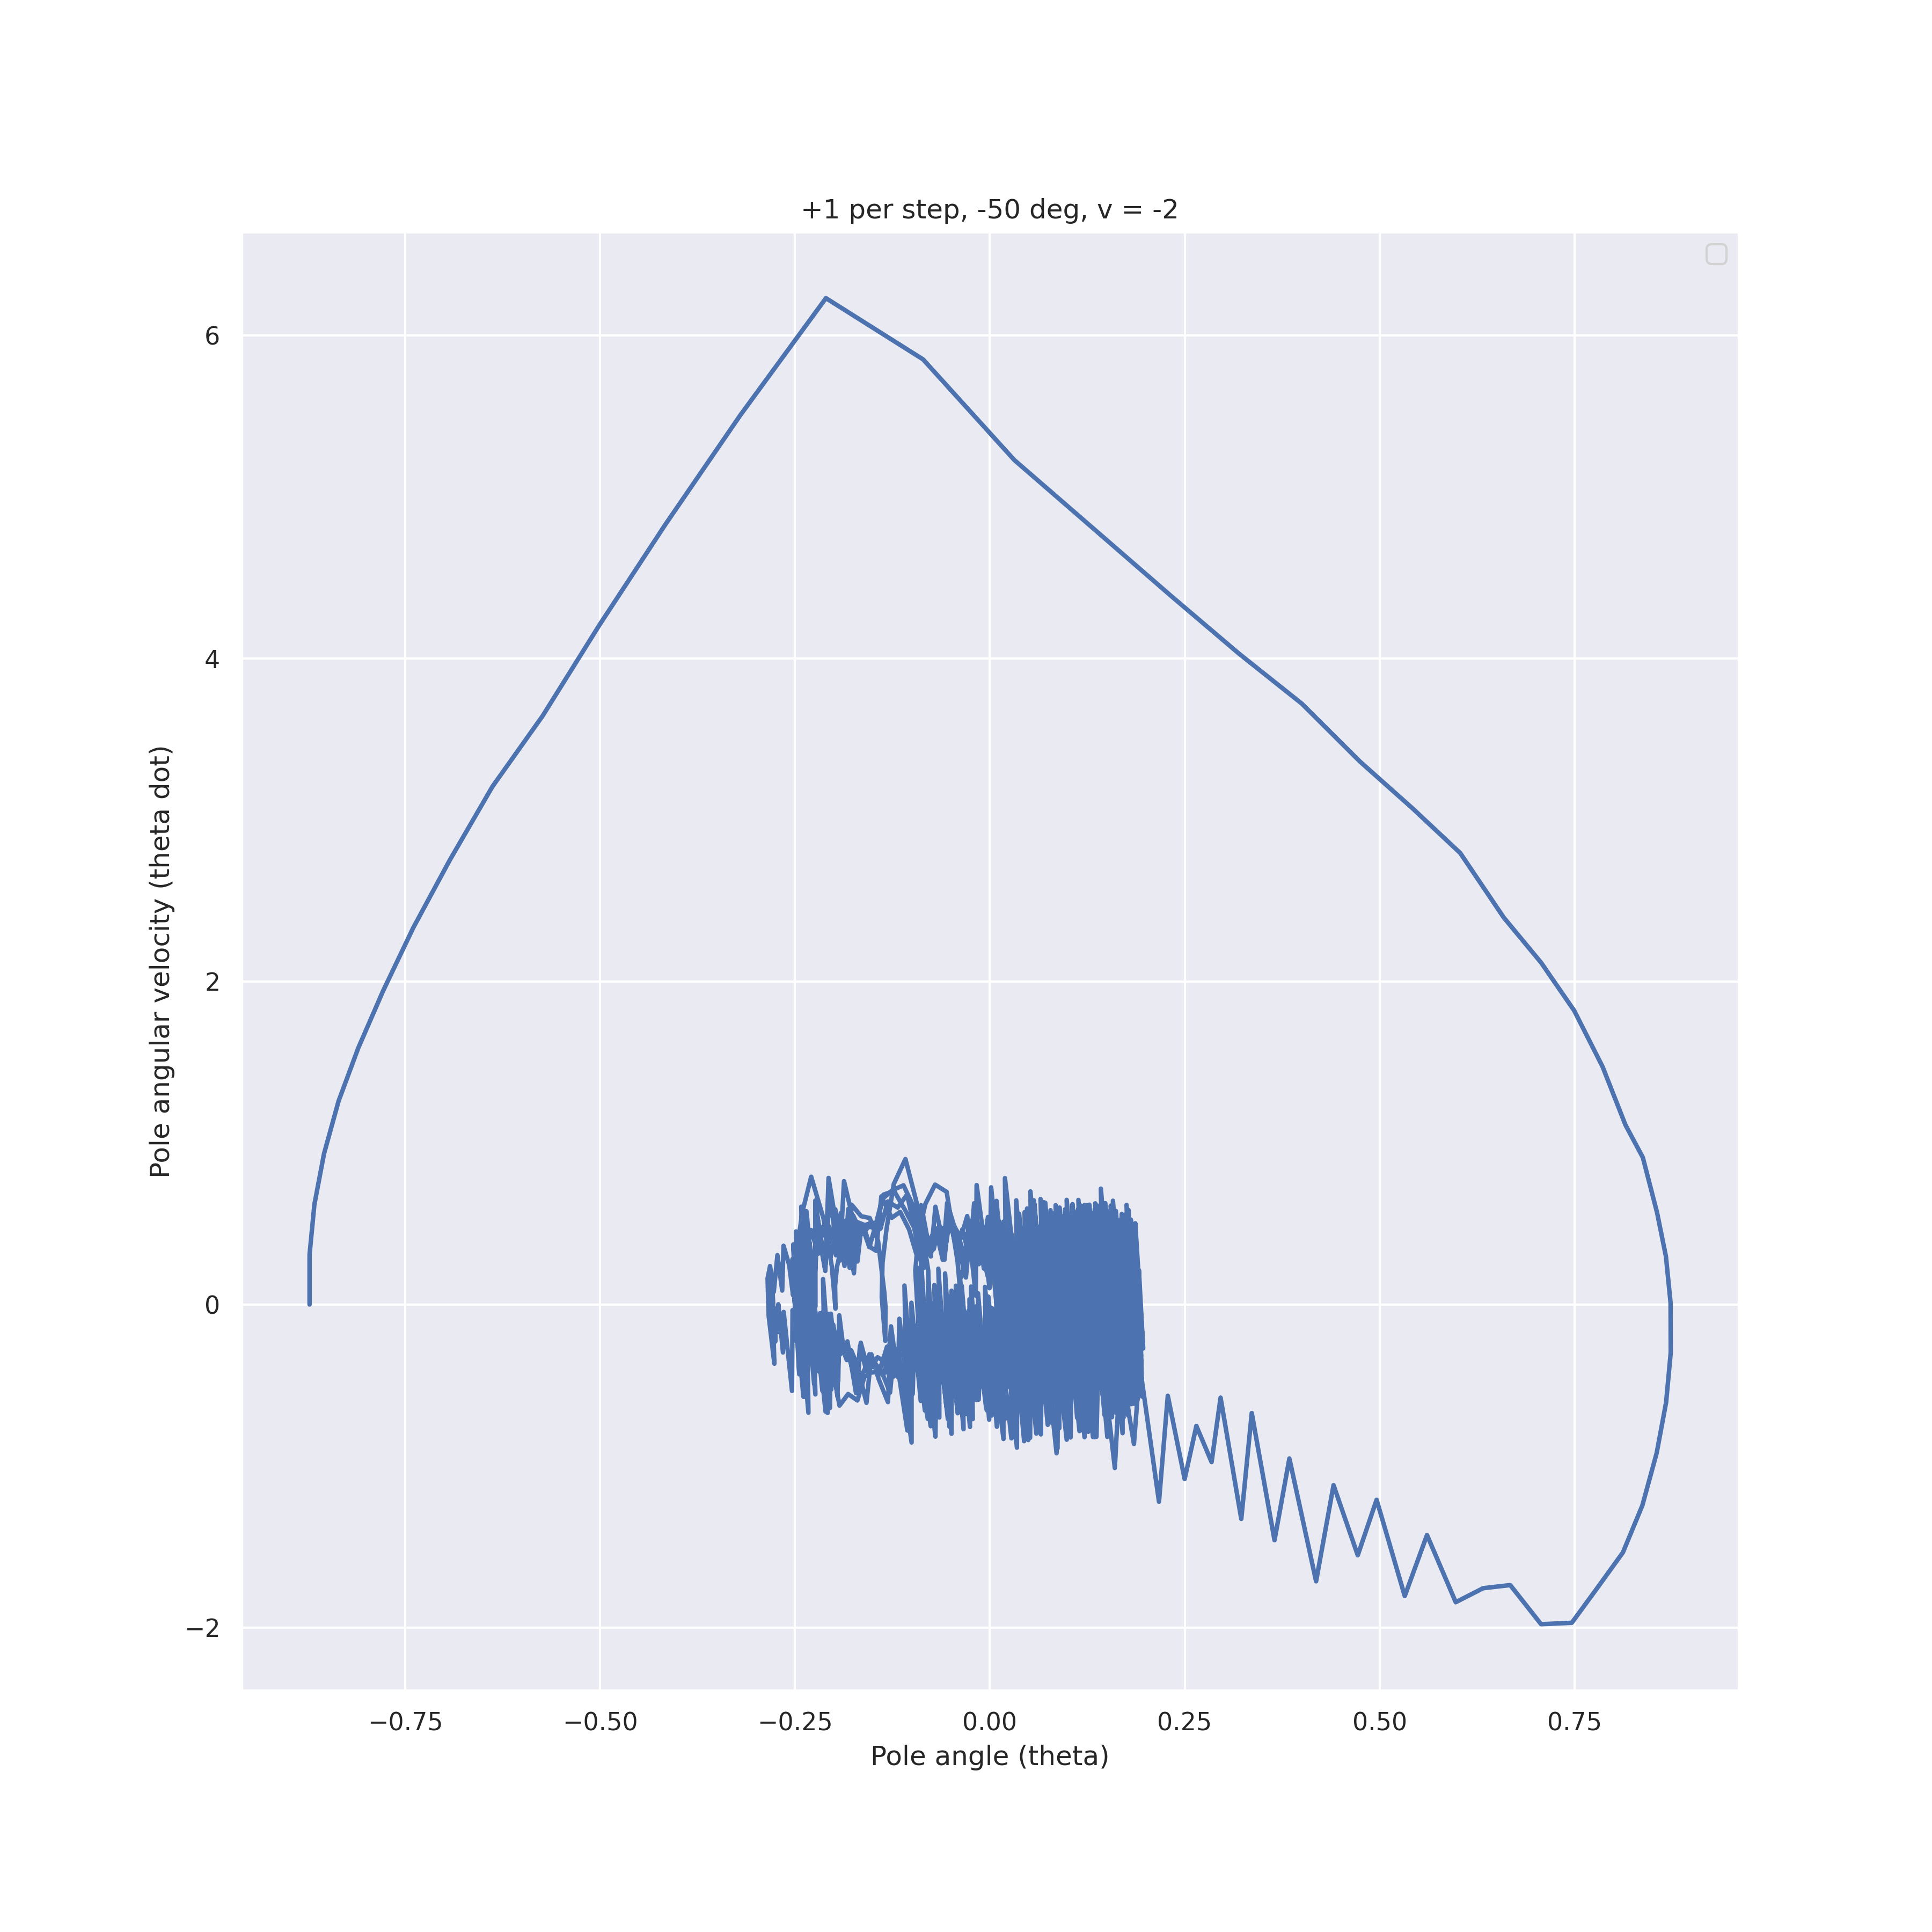 +1 per step, -50 deg, v = -2
6
4
2
0
−2
Pole angular velocity (theta dot)
−0.75 −0.50 −0.25 0.00 0.25 0.50 0.75
Pole angle (theta)